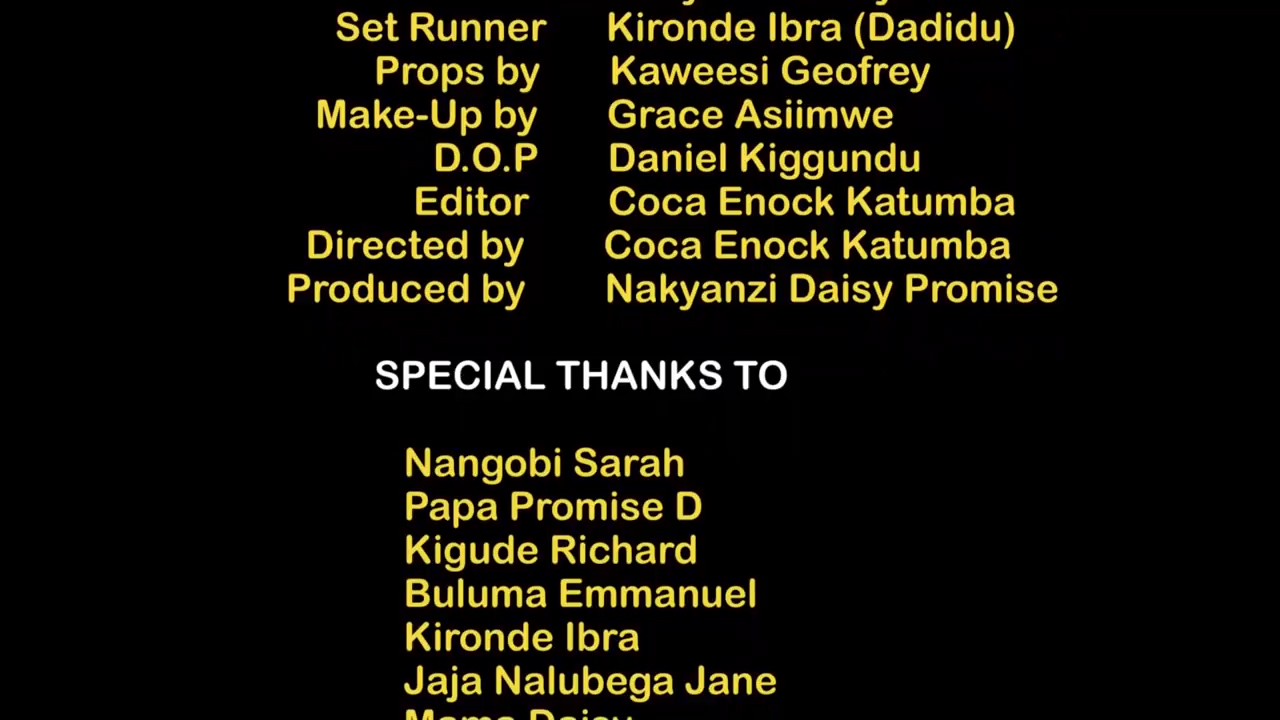 Set Runner Kironde Ibra (Dadidu)
Props by Kaweesi Geofrey
Make-Up by Grace Asiimwe
D.O.P Daniel Kiggundu
Editor Coca Enock Katumba
Directed by Coca Enock Katumba
Produced by Nakyanzi Daisy Promise
SPECIAL THANKS TO
Nangobi Sarah
Papa Promise D
Kigude Richard
Buluma Emmanuel
Kironde Ibra
Jaja Nalubega Jane
Mama Daisy